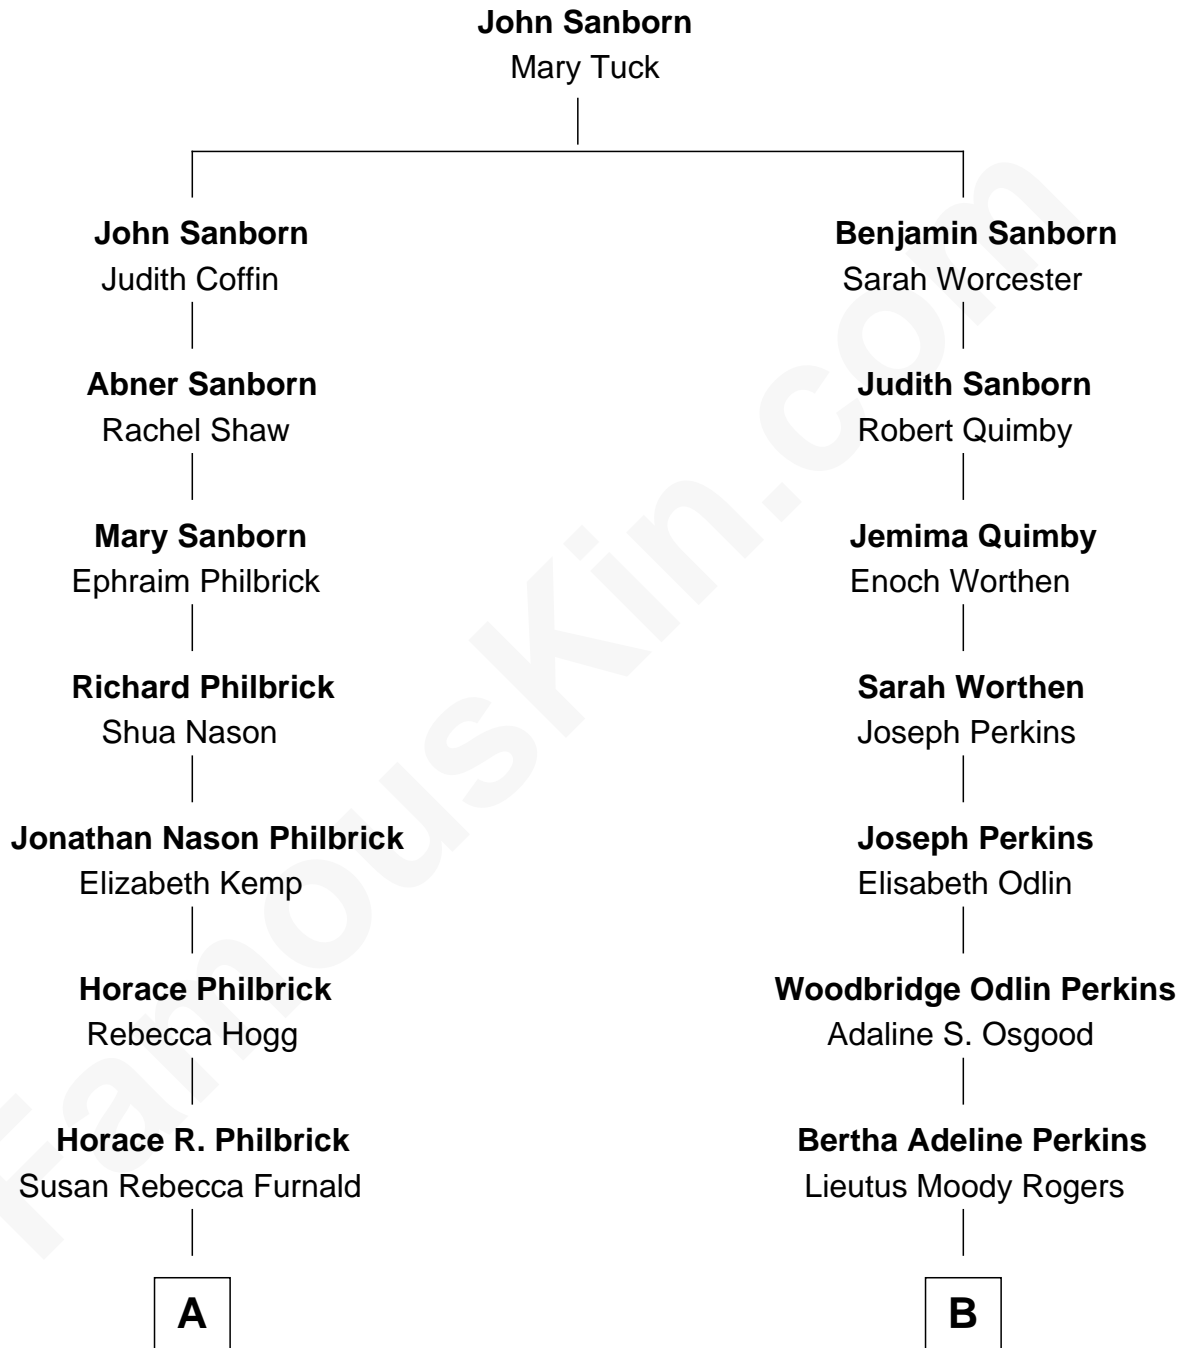 John Sanborn
Mary Tuck
John Sanborn
Judith Coffin
Benjamin Sanborn
Sarah Worcester
Abner Sanborn
Rachel Shaw
Judith Sanborn
Robert Quimby
Mary Sanborn
Ephraim Philbrick
Jemima Quimby
Enoch Worthen
Richard Philbrick
Shua Nason
Sarah Worthen
Joseph Perkins
Jonathan Nason Philbrick
Elizabeth Kemp
Joseph Perkins
Elisabeth Odlin
Horace Philbrick
Rebecca Hogg
Woodbridge Odlin Perkins
Adaline S. Osgood
Horace R. Philbrick
Susan Rebecca Furnald
Bertha Adeline Perkins
Lieutus Moody Rogers
A
B
FamousKin.com